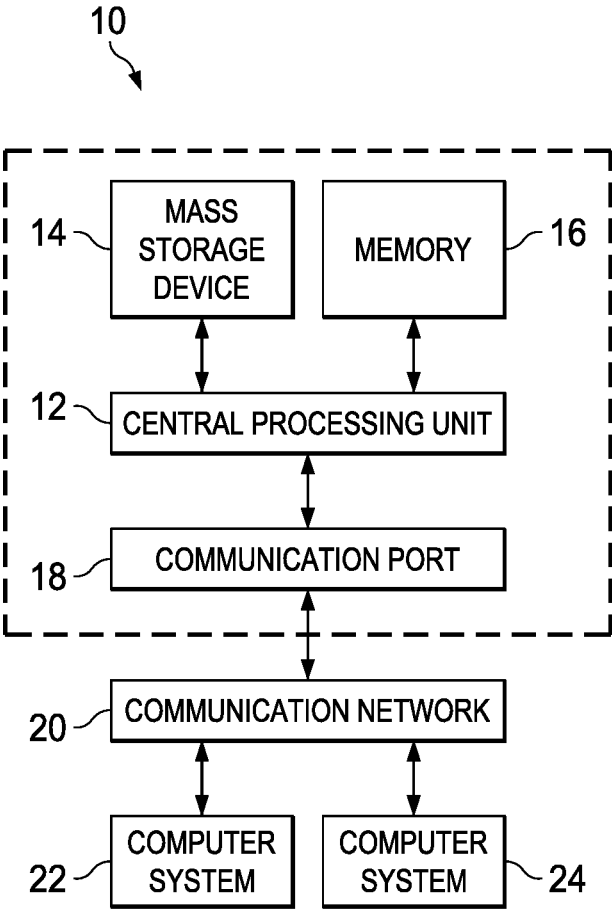 10
14
MASS
STORAGE
DEVICE
MEMORY
16
12
CENTRAL PROCESSING UNIT
18
COMMUNICATION PORT
20
COMMUNICATION NETWORK
22
COMPUTER
SYSTEM
COMPUTER
SYSTEM
24